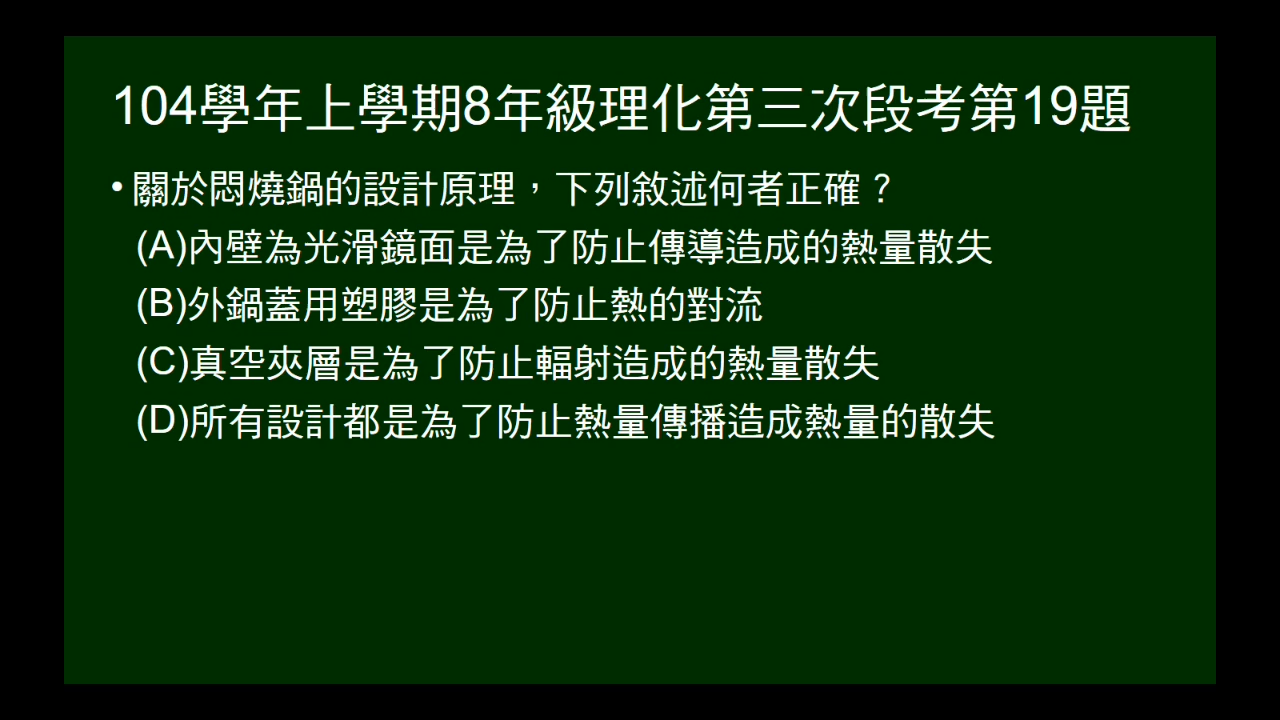 104學年上學期8年級理化第三次段考第19題
•關於悶燒鍋的設計原理，下列敘述何者正確？
(A)內壁為光滑鏡面是為了防止傳導造成的熱量散失
(B)外鍋蓋用塑膠是為了防止熱的對流
(C)真空夾層是為了防止輻射造成的熱量散失
(D)所有設計都是為了防止熱量傳播造成熱量的散失